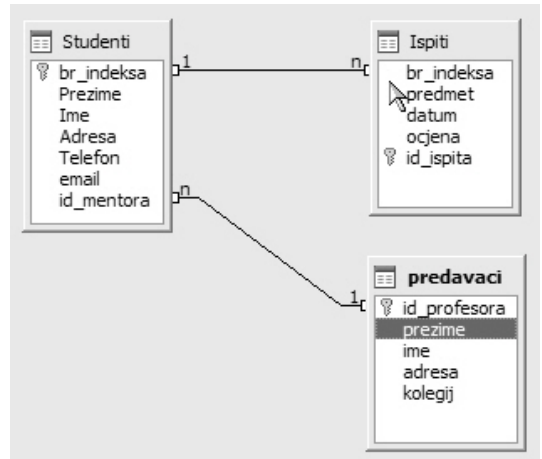 Studenti
br_indeksa
Prezime
Ime
Adresa
Telefon
email
id_mentora
1
n
Ispiti
br_indeksa
predmet
datum
ocjena
id_ispita
n
1
predavaci
id_profesora
prezime
ime
adresa
kolegij